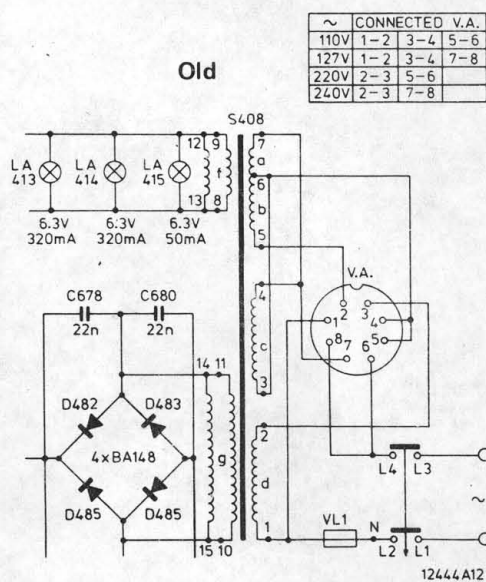 ~ CONNECTED V.A.
110V 1-2 3-4 5-6
127V 1-2 3-4 7-8
220V 2-3 5-6
240V 2-3 7-8
Old
S408
12 9 7
a
LA 413
LA 414
LA 415
f
6
b
13 8 5
6.3V 320mA
6.3V 320mA
6.3V 50mA
V.A.
C678 22n
C680 22n
4
c
3
1 2 3 4
8 7 6 5
14 11
D482 D483
4xBA148
g
2
d
L4 L3
D485 D485
~
15 10 1
VL1 N L2 L1
12444A12